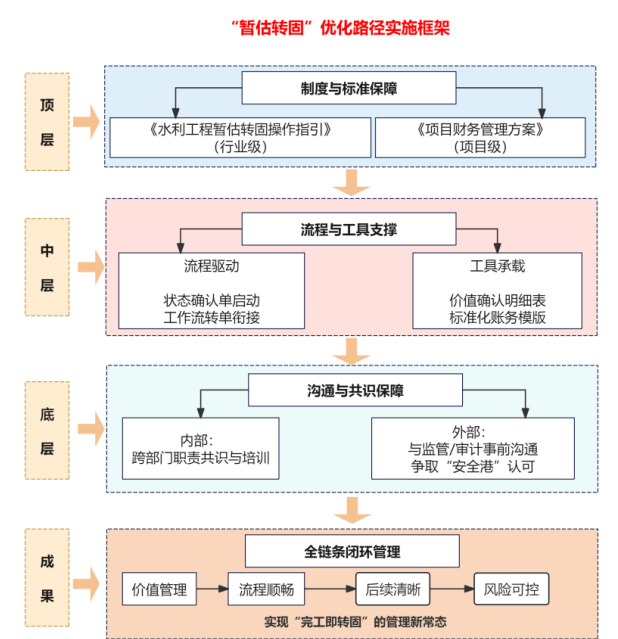 “暂估转固”优化路径实施框架
顶
层
制度与标准保障
《水利工程暂估转固操作指引》
（行业级）
《项目财务管理方案》
（项目级）
中
层
流程与工具支撑
流程驱动
状态确认单启动
工作流转单衔接
工具承载
价值确认明细表
标准化账务模版
底
层
沟通与共识保障
内部：
跨部门职责共识与培训
外部：
与监管/审计事前沟通
争取“安全港”认可
成
果
全链条闭环管理
价值管理
流程顺畅
后续清晰
风险可控
实现“完工即转固”的管理新常态